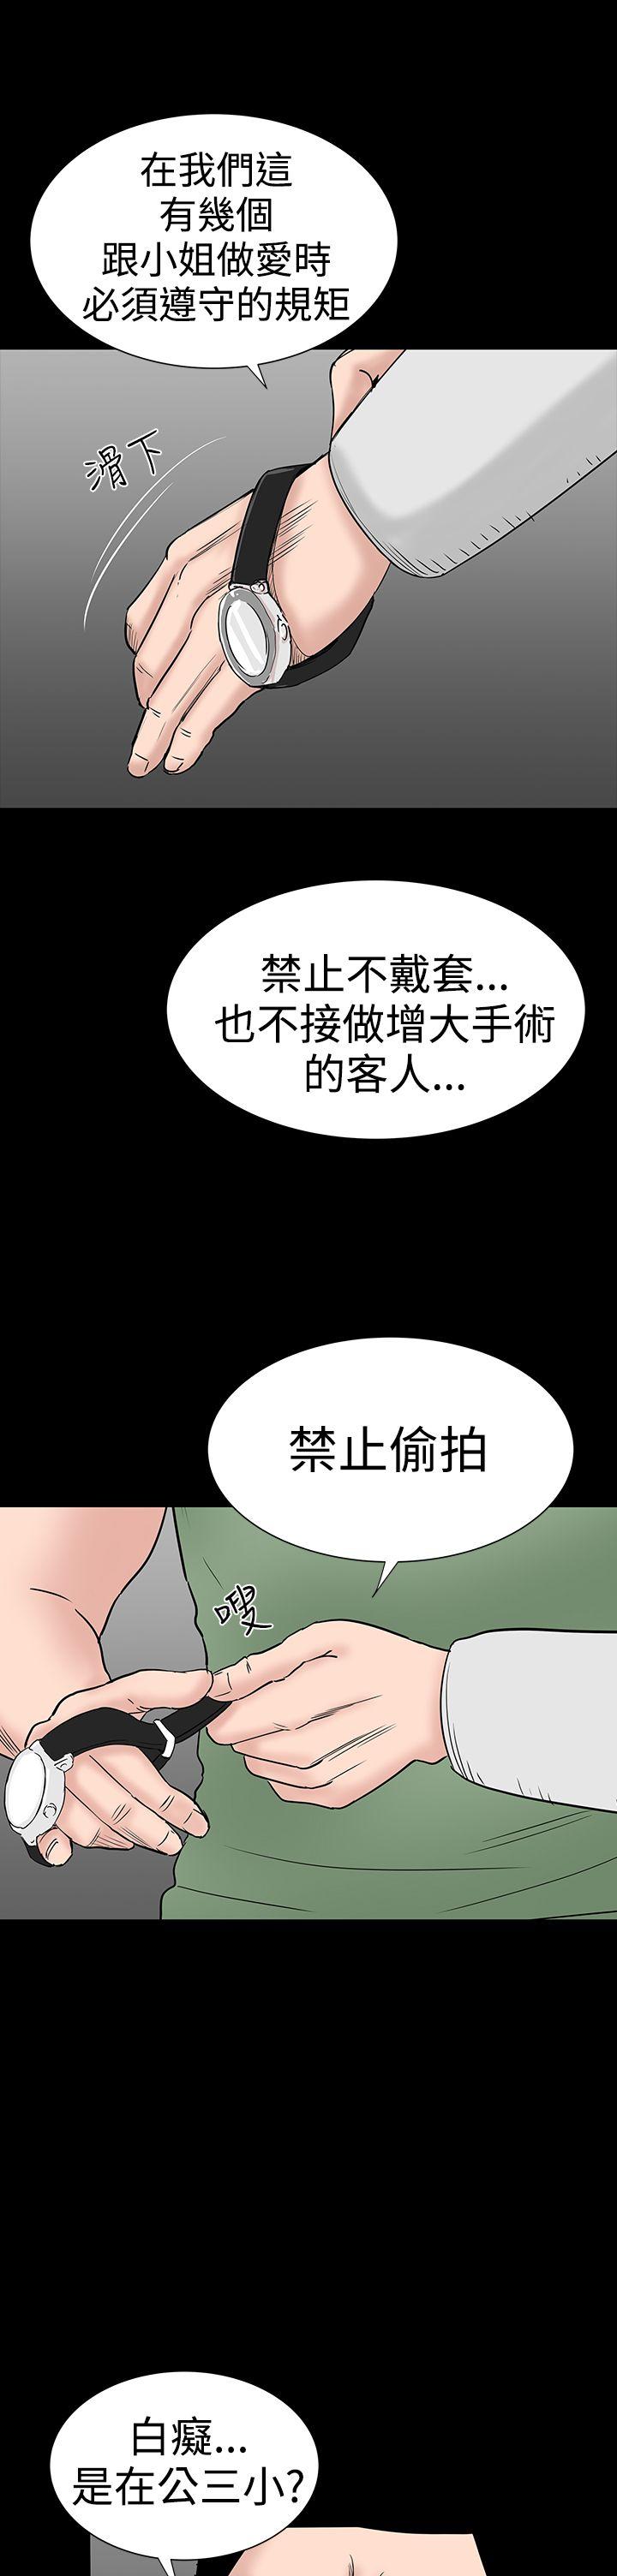 在我們這
有幾個
跟小姐做愛時
必須遵守的規矩
滑下
禁止不戴套...
也不接做增大手術
的客人...
禁止偷拍
嗖
白癡...
是在公三小?